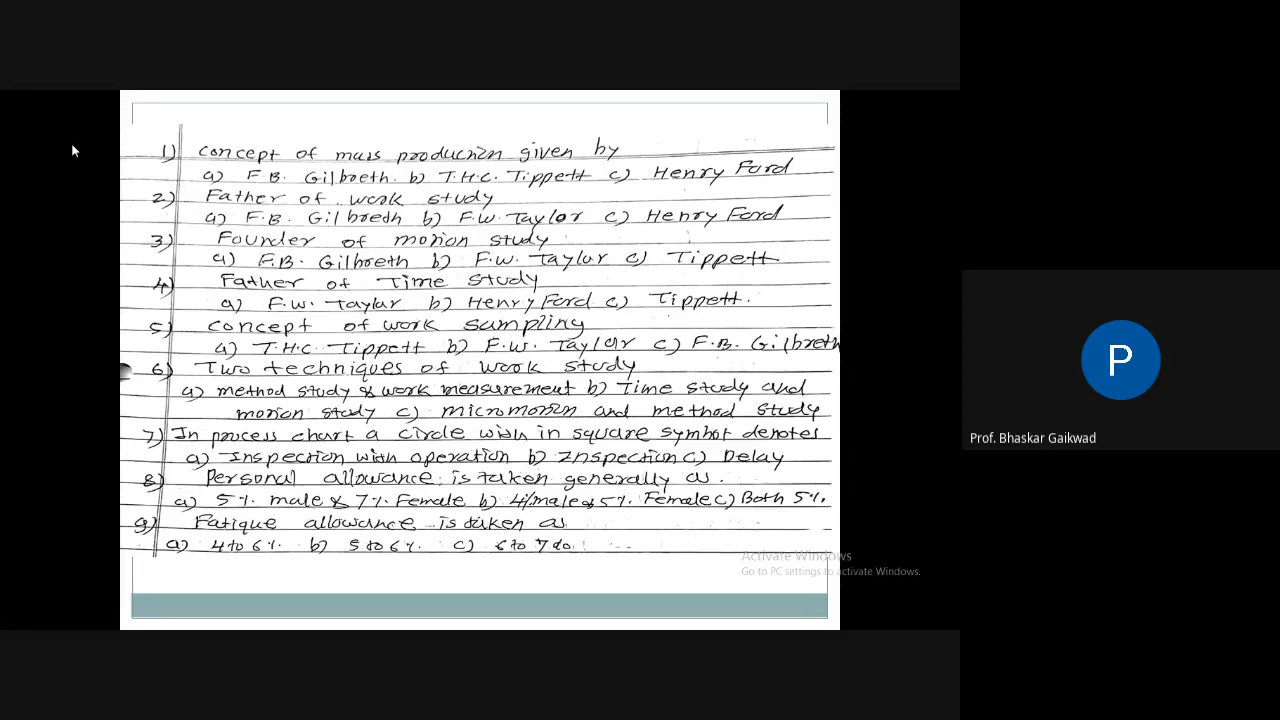 1) Concept of mass production given by
a) F.B. Gilbreth. b) T.H.C. Tippett c) Henry Ford
2) Father of work study
a) F.B. Gilbreth b) F.W. Taylor c) Henry Ford
3) Founder of motion study
a) F.B. Gilbreth b) F.W. Taylor c) Tippett
4) Father of Time study
a) F.W. Taylor b) Henry Ford c) Tippett.
5) Concept of work sampling
a) T.H.C. Tippett b) F.W. Taylor c) F.B. Gilbreth
6) Two techniques of work study
a) method study & work measurement b) Time study and
motion study c) micromotion and method study
7) In process chart a circle with in square symbol denotes
a) Inspection with operation b) Inspection c) Delay
8) Personal allowance is taken generally as.
a) 5% male & 7% Female b) 4% male & 5% Female c) Both 5%.
9) Fatique allowance is taken as
a) 4 to 6% b) 5 to 6% c) 6 to 7
Activate Windows
Go to PC settings to activate Windows.
P
Prof. Bhaskar Gaikwad